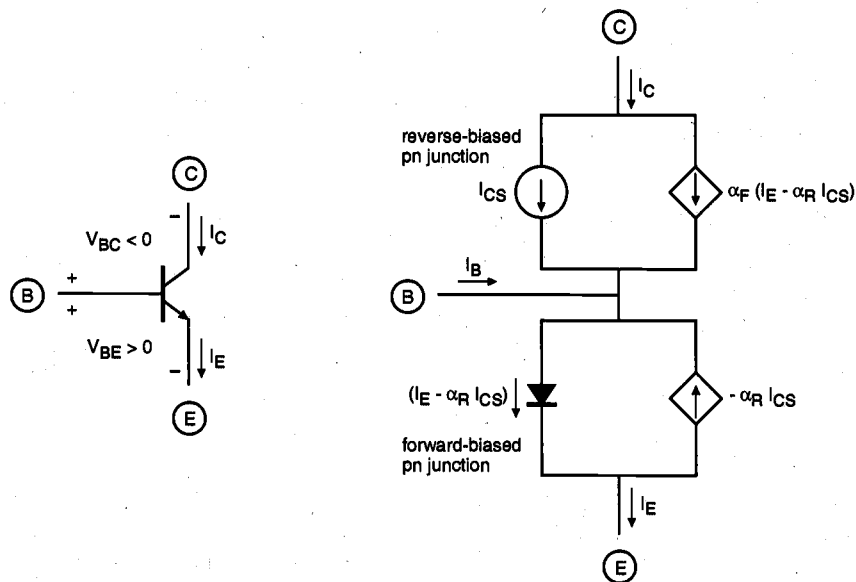 C
I_C
reverse-biased
pn junction
I_CS
α_F (I_E - α_R I_CS)
C
-
I_C
V_BC < 0
B
+
+
V_BE > 0
I_E
-
E
I_B
B
(I_E - α_R I_CS)
- α_R I_CS
forward-biased
pn junction
I_E
E